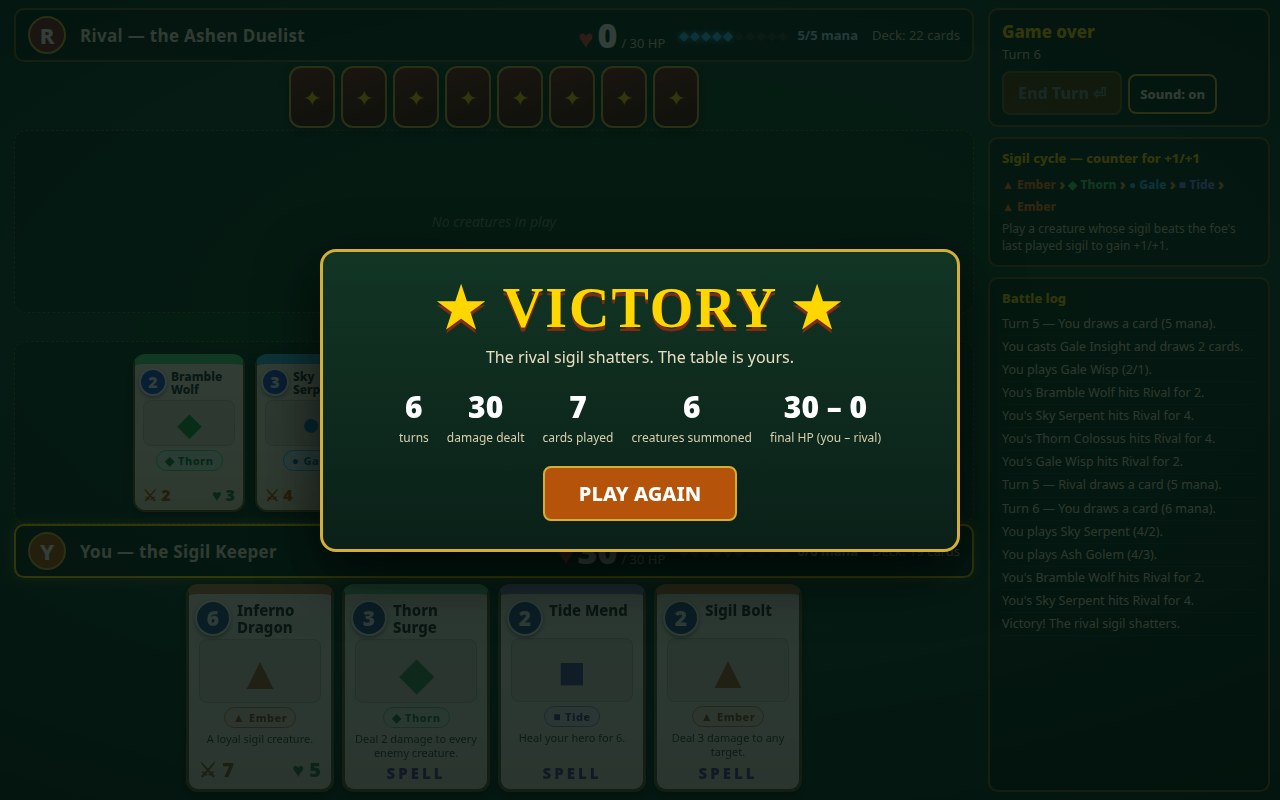 R
Rival — the Ashen Duelist
♥ 0 / 30 HP
5/5 mana
Deck: 22 cards
Game over
Turn 6
End Turn ⏎
Sound: on
Sigil cycle — counter for +1/+1
▲ Ember › ◆ Thorn › ● Gale › ■ Tide ›
▲ Ember
Play a creature whose sigil beats the foe's
last played sigil to gain +1/+1.
No creatures in play
★ VICTORY ★
The rival sigil shatters. The table is yours.
6 30 7 6 30 – 0
turns damage dealt cards played creatures summoned final HP (you – rival)
PLAY AGAIN
Battle log
Turn 5 — You draws a card (5 mana).
You casts Gale Insight and draws 2 cards.
You plays Gale Wisp (2/1).
You's Bramble Wolf hits Rival for 2.
You's Sky Serpent hits Rival for 4.
You's Thorn Colossus hits Rival for 4.
You's Gale Wisp hits Rival for 2.
Turn 5 — Rival draws a card (5 mana).
Turn 6 — You draws a card (6 mana).
You plays Sky Serpent (4/2).
You plays Ash Golem (4/3).
You's Bramble Wolf hits Rival for 2.
You's Sky Serpent hits Rival for 4.
Victory! The rival sigil shatters.
2
Bramble
Wolf
◆ Thorn
⚔ 2 ♥ 3
3
Sky
⚔ 4
Y
You — the Sigil Keeper
/ 30 HP
6
Inferno
Dragon
▲ Ember
A loyal sigil creature.
⚔ 7 ♥ 5
3
Thorn
Surge
◆ Thorn
Deal 2 damage to every
enemy creature.
SPELL
2
Tide Mend
■ Tide
Heal your hero for 6.
SPELL
2
Sigil Bolt
▲ Ember
Deal 3 damage to any
target.
SPELL